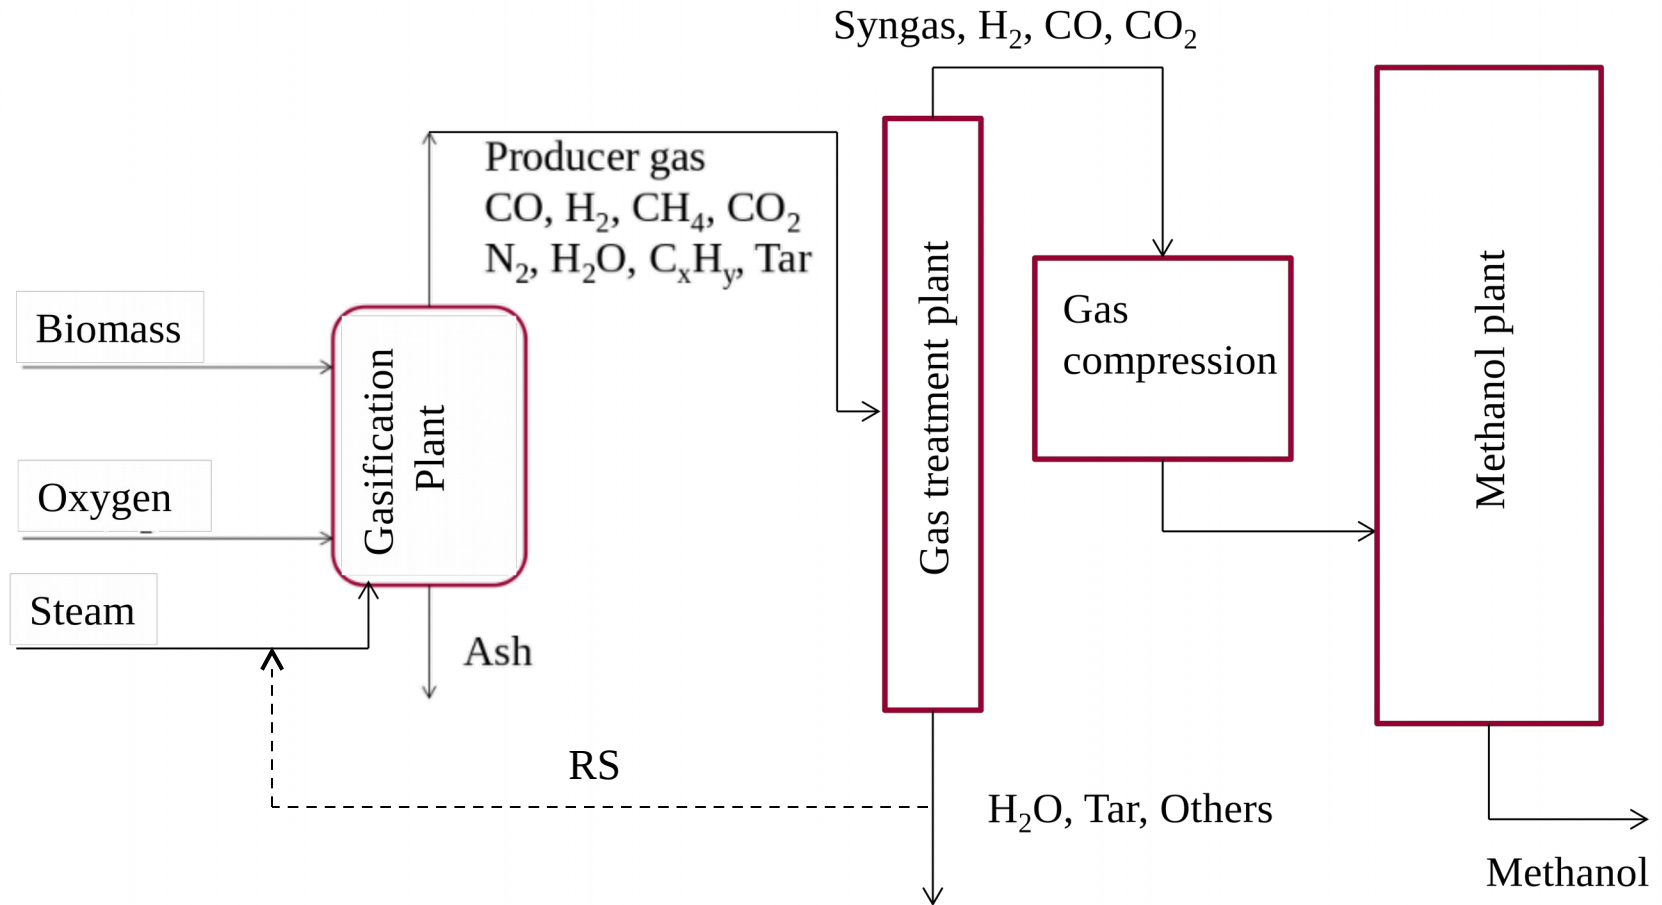 Syngas, H₂, CO, CO₂
Producer gas
CO, H₂, CH₄, CO₂
N₂, H₂O, CₓHᵧ, Tar
Biomass
Oxygen
Steam
Gasification
Plant
Ash
Gas treatment plant
Gas
compression
Methanol plant
RS
H₂O, Tar, Others
Methanol